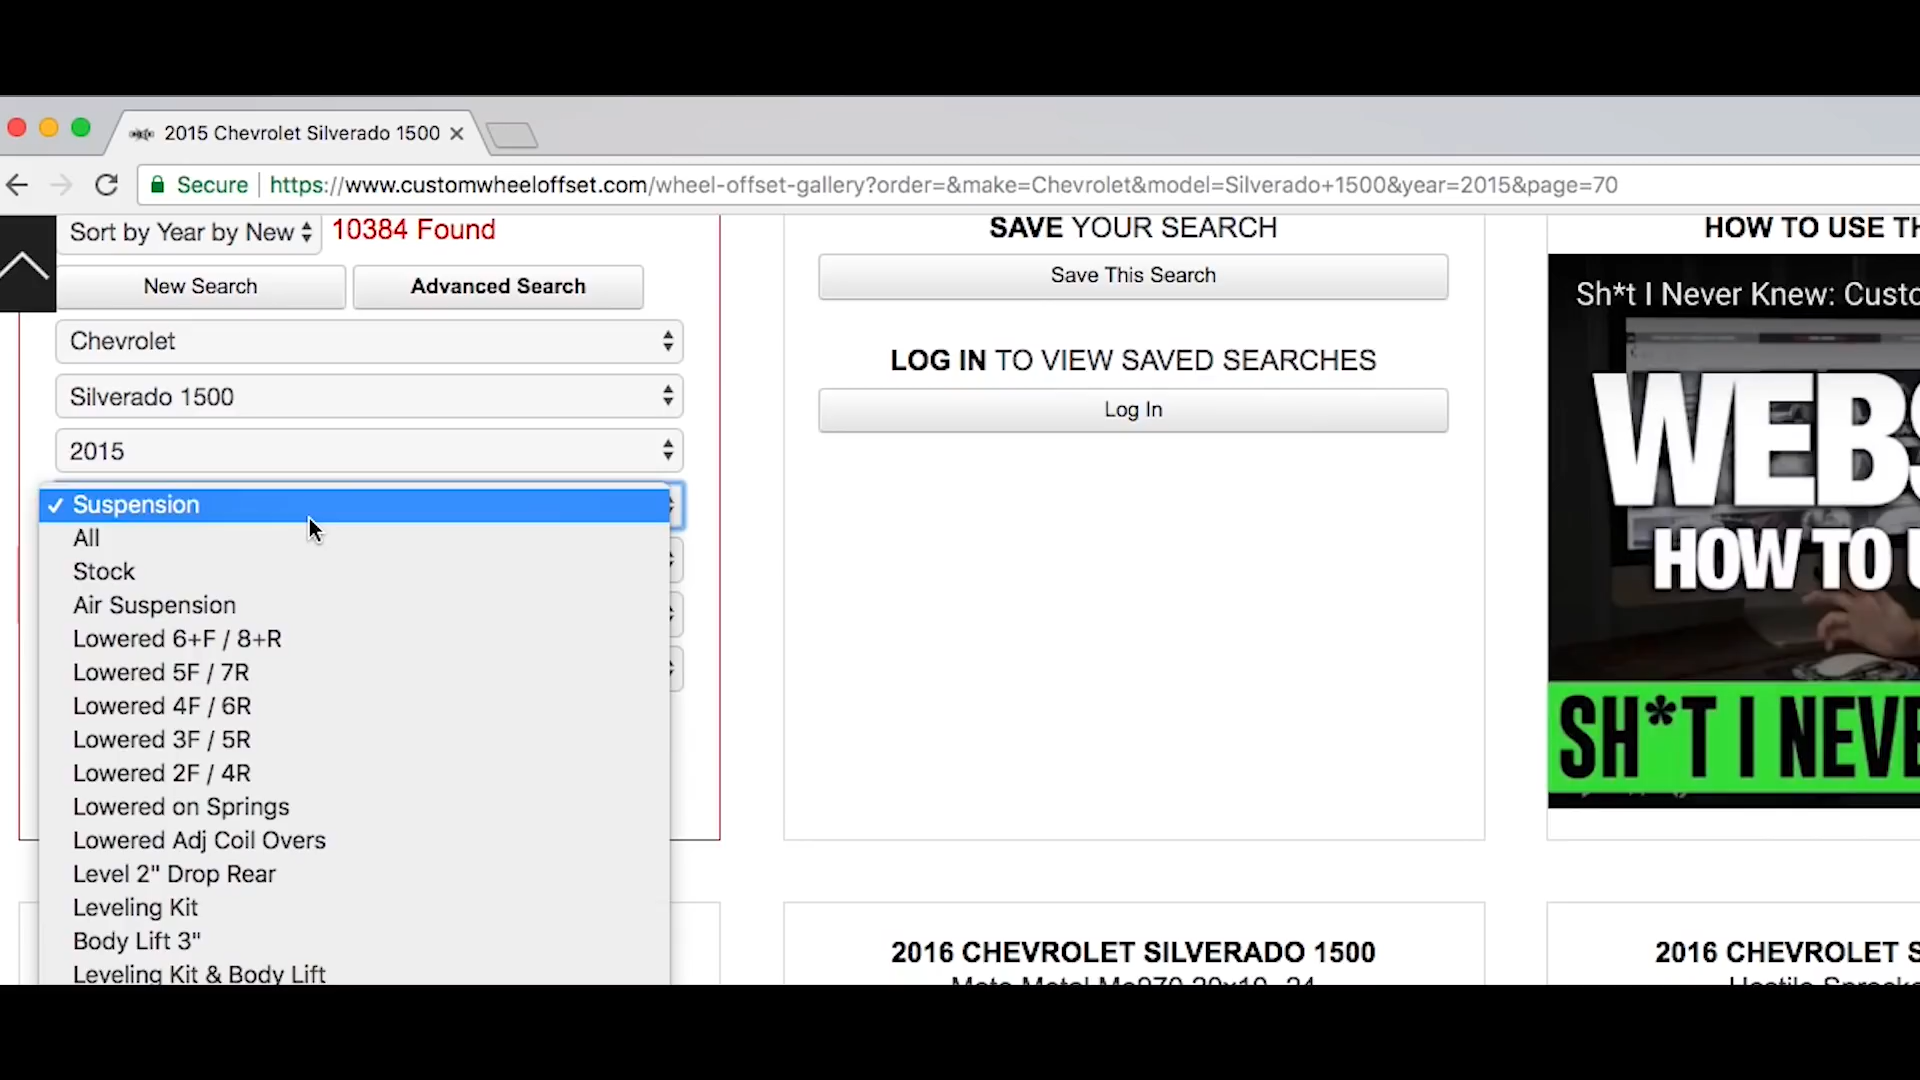 2015 Chevrolet Silverado 1500
Secure https://www.customwheeloffset.com/wheel-offset-gallery?order=&make=Chevrolet&model=Silverado+1500&year=2015&page=70
Sort by Year by New 10384 Found
New Search Advanced Search
Chevrolet
Silverado 1500
2015
✓ Suspension
All
Stock
Air Suspension
Lowered 6+F / 8+R
Lowered 5F / 7R
Lowered 4F / 6R
Lowered 3F / 5R
Lowered 2F / 4R
Lowered on Springs
Lowered Adj Coil Overs
Level 2" Drop Rear
Leveling Kit
Body Lift 3"
Leveling Kit & Body Lift
SAVE YOUR SEARCH
Save This Search
LOG IN TO VIEW SAVED SEARCHES
Log In
2016 CHEVROLET SILVERADO 1500
HOW TO USE TH
Sh*t I Never Knew: Custo
WEBS
HOW TO U
SH*T I NEVE
2016 CHEVROLET S